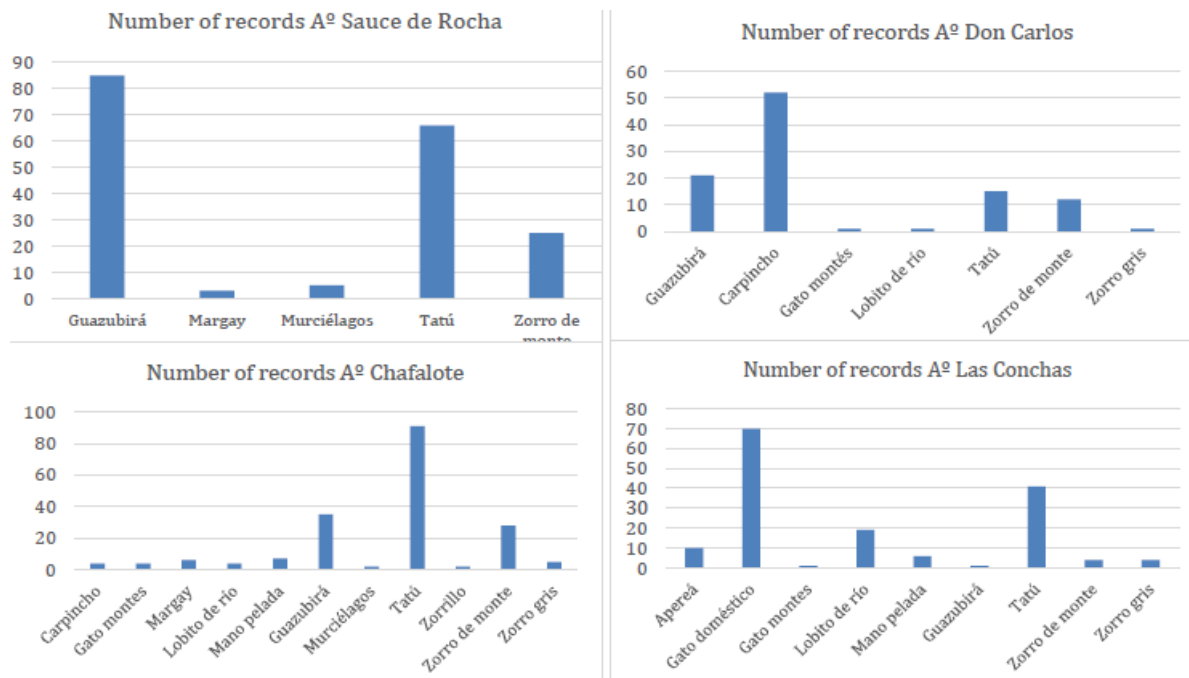 Number of records Aº Sauce de Rocha
90
80
70
60
50
40
30
20
10
0
Guazubirá Margay Murciélagos Tatú Zorro de
monte
Number of records Aº Don Carlos
60
50
40
30
20
10
0
Guazubirá
Carpincho
Gato montés
Lobito de río
Tatú
Zorro de monte
Zorro gris
Number of records Aº Chafalote
100
80
60
40
20
0
Carpincho
Gato montes
Margay
Lobito de río
Mano pelada
Guazubirá
Murciélagos
Tatú
Zorrillo
Zorro de monte
Zorro gris
Number of records Aº Las Conchas
80
70
60
50
40
30
20
10
0
Apereá
Gato doméstico
Gato montes
Lobito de río
Mano pelada
Guazubirá
Tatú
Zorro de monte
Zorro gris